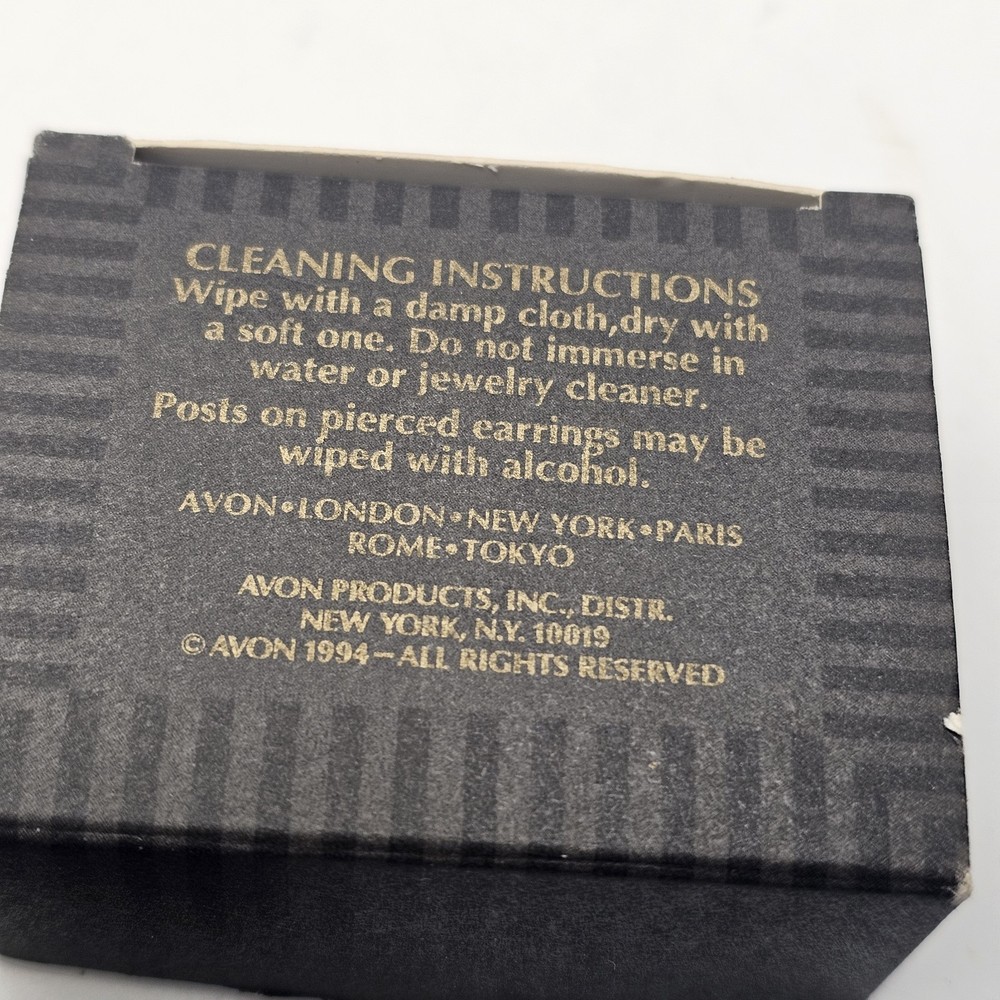 CLEANING INSTRUCTIONS
Wipe with a damp cloth,dry with
a soft one. Do not immerse in
water or jewelry cleaner.
Posts on pierced earrings may be
wiped with alcohol.
AVON•LONDON•NEW YORK•PARIS
ROME•TOKYO
AVON PRODUCTS, INC., DISTR.
NEW YORK, N.Y. 10019
© AVON 1994–ALL RIGHTS RESERVED